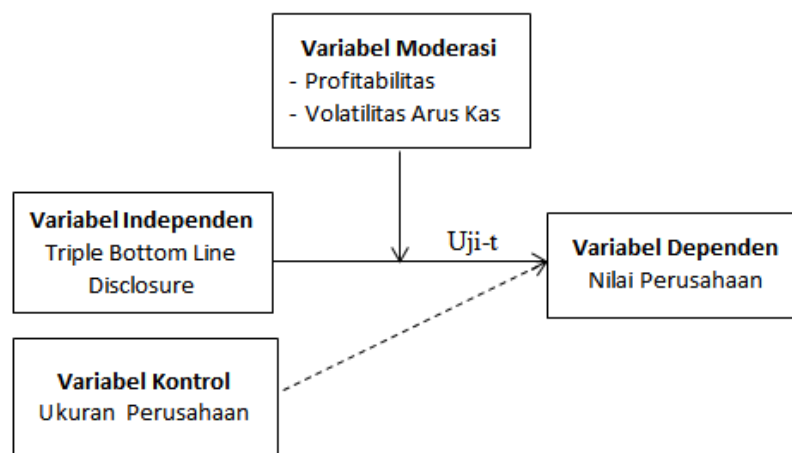 Variabel Moderasi
- Profitabilitas
- Volatilitas Arus Kas
Variabel Independen
Triple Bottom Line
Disclosure
Uji-t
Variabel Dependen
Nilai Perusahaan
Variabel Kontrol
Ukuran Perusahaan